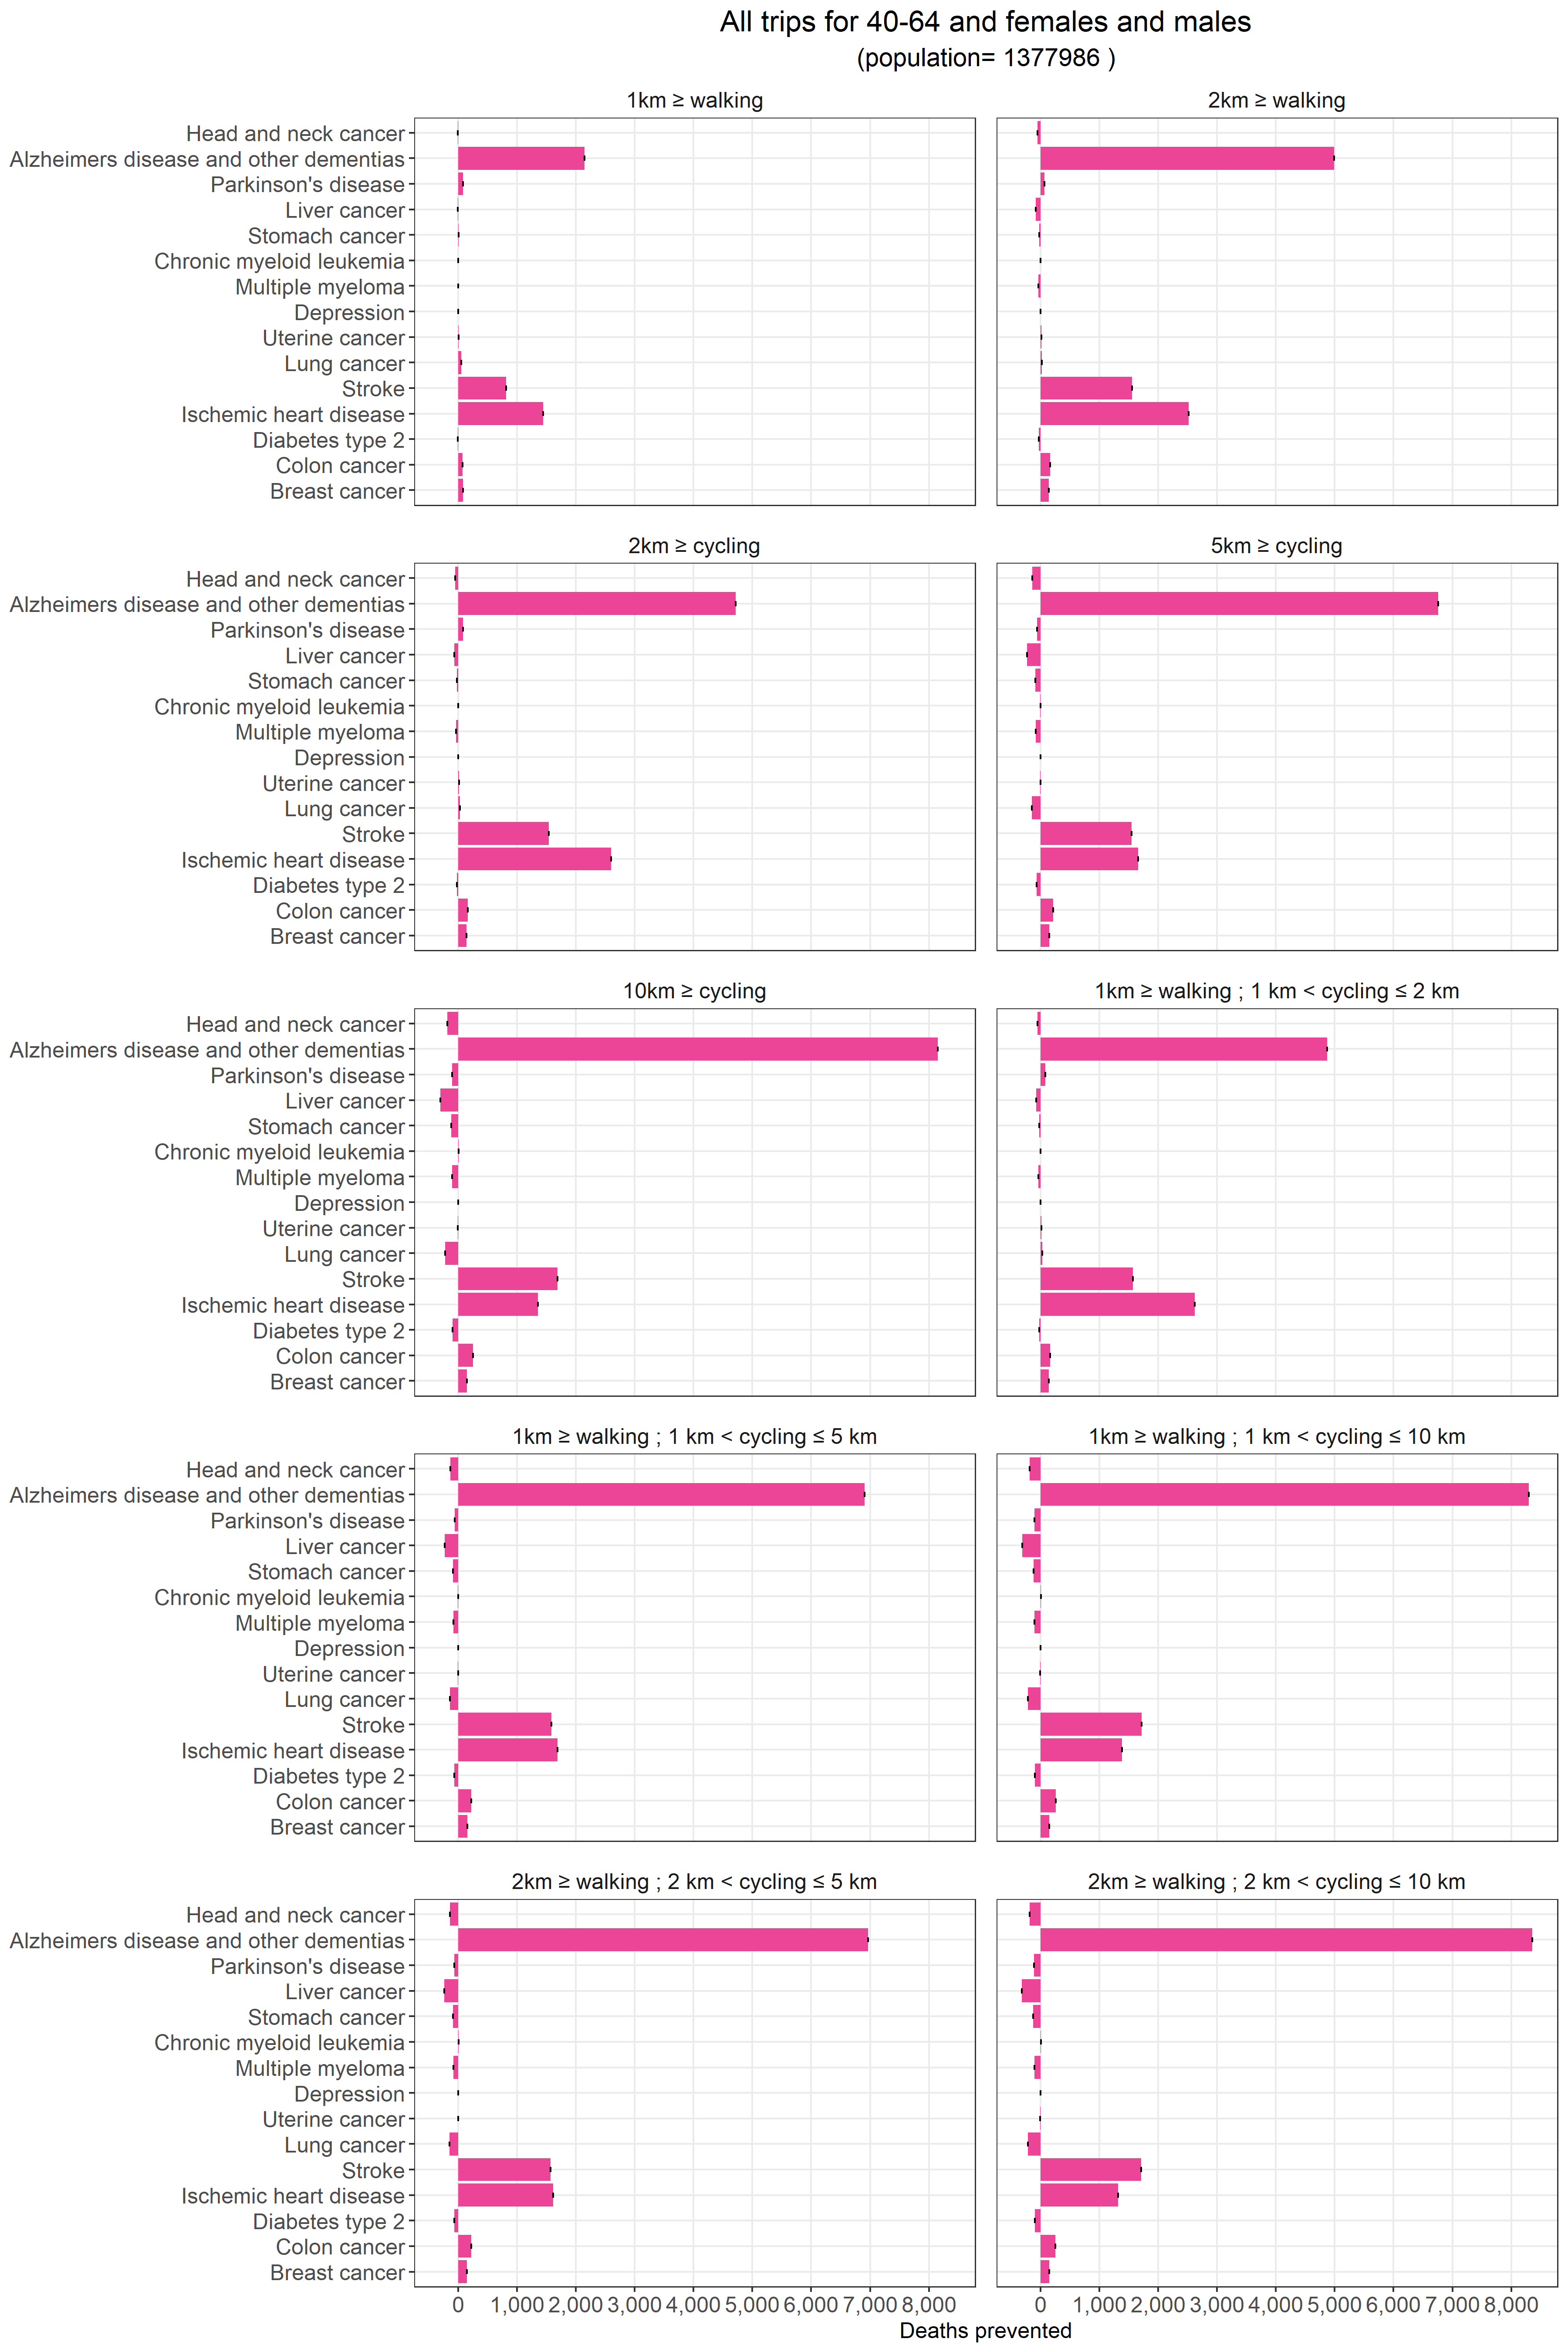 All trips for 40-64 and females and males
(population= 1377986 )
1km ≥ walking
2km ≥ walking
Head and neck cancer
Alzheimers disease and other dementias
Parkinson's disease
Liver cancer
Stomach cancer
Chronic myeloid leukemia
Multiple myeloma
Depression
Uterine cancer
Lung cancer
Stroke
Ischemic heart disease
Diabetes type 2
Colon cancer
Breast cancer
2km ≥ cycling
5km ≥ cycling
Head and neck cancer
Alzheimers disease and other dementias
Parkinson's disease
Liver cancer
Stomach cancer
Chronic myeloid leukemia
Multiple myeloma
Depression
Uterine cancer
Lung cancer
Stroke
Ischemic heart disease
Diabetes type 2
Colon cancer
Breast cancer
10km ≥ cycling
1km ≥ walking ; 1 km < cycling ≤ 2 km
Head and neck cancer
Alzheimers disease and other dementias
Parkinson's disease
Liver cancer
Stomach cancer
Chronic myeloid leukemia
Multiple myeloma
Depression
Uterine cancer
Lung cancer
Stroke
Ischemic heart disease
Diabetes type 2
Colon cancer
Breast cancer
1km ≥ walking ; 1 km < cycling ≤ 5 km
1km ≥ walking ; 1 km < cycling ≤ 10 km
Head and neck cancer
Alzheimers disease and other dementias
Parkinson's disease
Liver cancer
Stomach cancer
Chronic myeloid leukemia
Multiple myeloma
Depression
Uterine cancer
Lung cancer
Stroke
Ischemic heart disease
Diabetes type 2
Colon cancer
Breast cancer
2km ≥ walking ; 2 km < cycling ≤ 5 km
2km ≥ walking ; 2 km < cycling ≤ 10 km
Head and neck cancer
Alzheimers disease and other dementias
Parkinson's disease
Liver cancer
Stomach cancer
Chronic myeloid leukemia
Multiple myeloma
Depression
Uterine cancer
Lung cancer
Stroke
Ischemic heart disease
Diabetes type 2
Colon cancer
Breast cancer
0 1,000 2,000 3,000 4,000 5,000 6,000 7,000 8,000
0 1,000 2,000 3,000 4,000 5,000 6,000 7,000 8,000
Deaths prevented